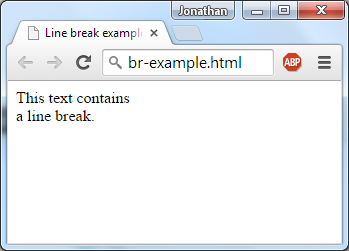 Jonathan
Line break example
br-example.html
ABP
This text contains
a line break.